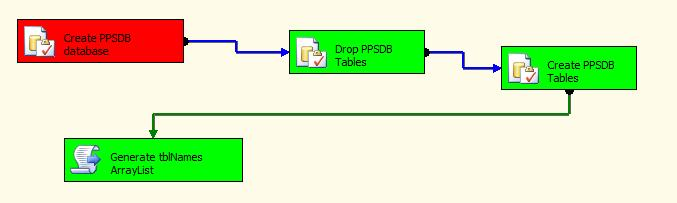 Create PPSDB
database
Drop PPSDB
Tables
Create PPSDB
Tables
Generate tblNames
ArrayList